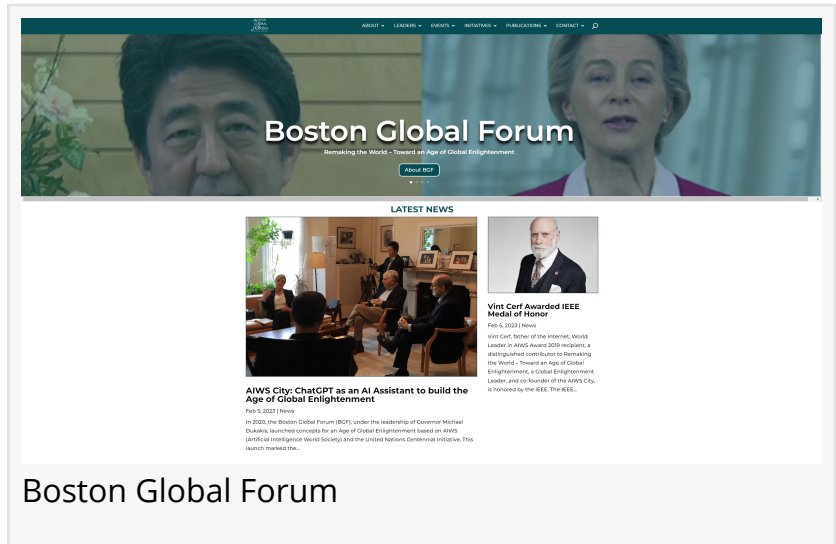 ABOUT LEADERS EVENTS INITIATIVES PUBLICATIONS CONTACT
Boston Global Forum
Remaking the World – Toward an Age of Global Enlightenment
About BGF
LATEST NEWS
AIWS City: ChatGPT as an AI Assistant to build the
Age of Global Enlightenment
Feb 5, 2023 | News
In 2020, the Boston Global Forum (BGF), under the leadership of Governor Michael
Dukakis, launched concepts for an Age of Global Enlightenment based on AIWS
(Artificial Intelligence World Society) and the United Nations Centennial Initiative. This
launch marked the...
Vint Cerf Awarded IEEE
Medal of Honor
Feb 5, 2023 | News
Vint Cerf, father of the Internet, World
Leader in AIWS Award 2019 recipient, a
distinguished contributor to Remaking
the World – Toward an Age of Global
Enlightenment, a Global Enlightenment
Leader, and co-founder of the AIWS City,
is honored by the IEEE. The IEEE...
Boston Global Forum